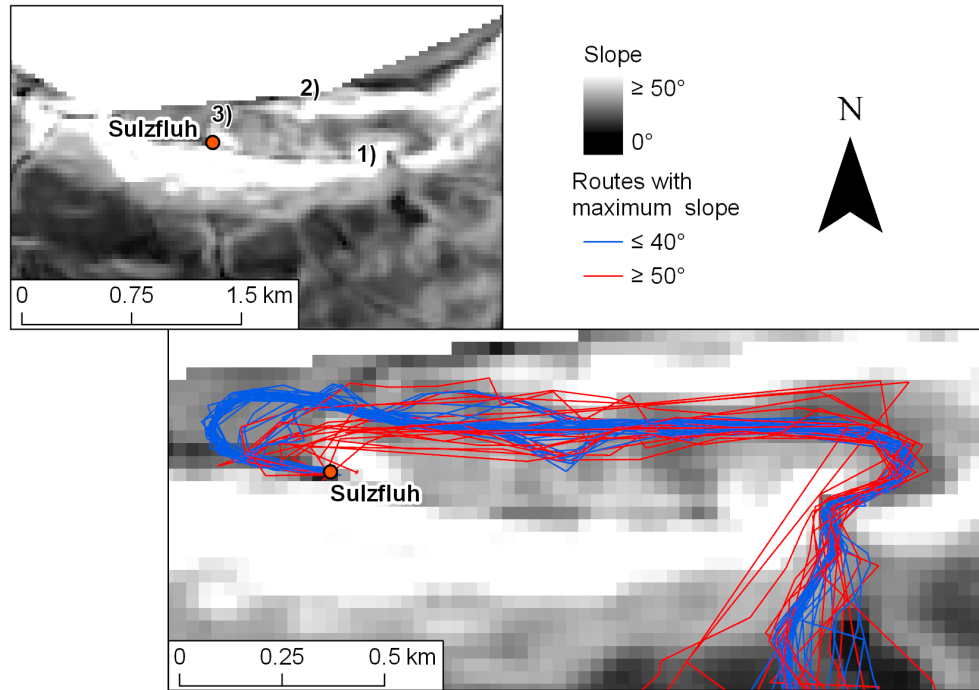 2)
3)
Sulzfluh
1)
0 0.75 1.5 km
Slope
≥ 50°
0°
Routes with
maximum slope
≤ 40°
≥ 50°
N
Sulzfluh
0 0.25 0.5 km